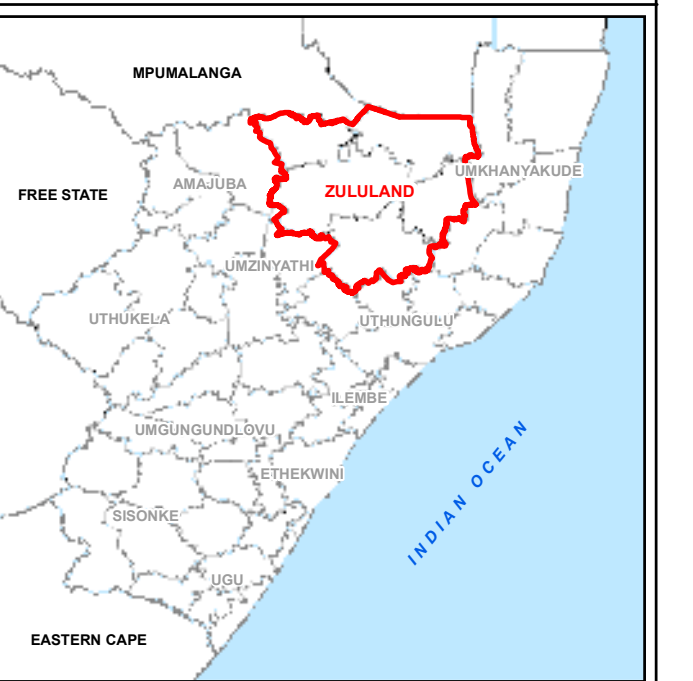 MPUMALANGA
UMKHANYAKUDE
AMAJUBA
ZULULAND
FREE STATE
UMZINYATHI
UTHUKELA
UTHUNGULU
ILEMBE
UMGUNGUNDLOVU
ETHEKWINI
INDIAN OCEAN
SISONKE
UGU
EASTERN CAPE